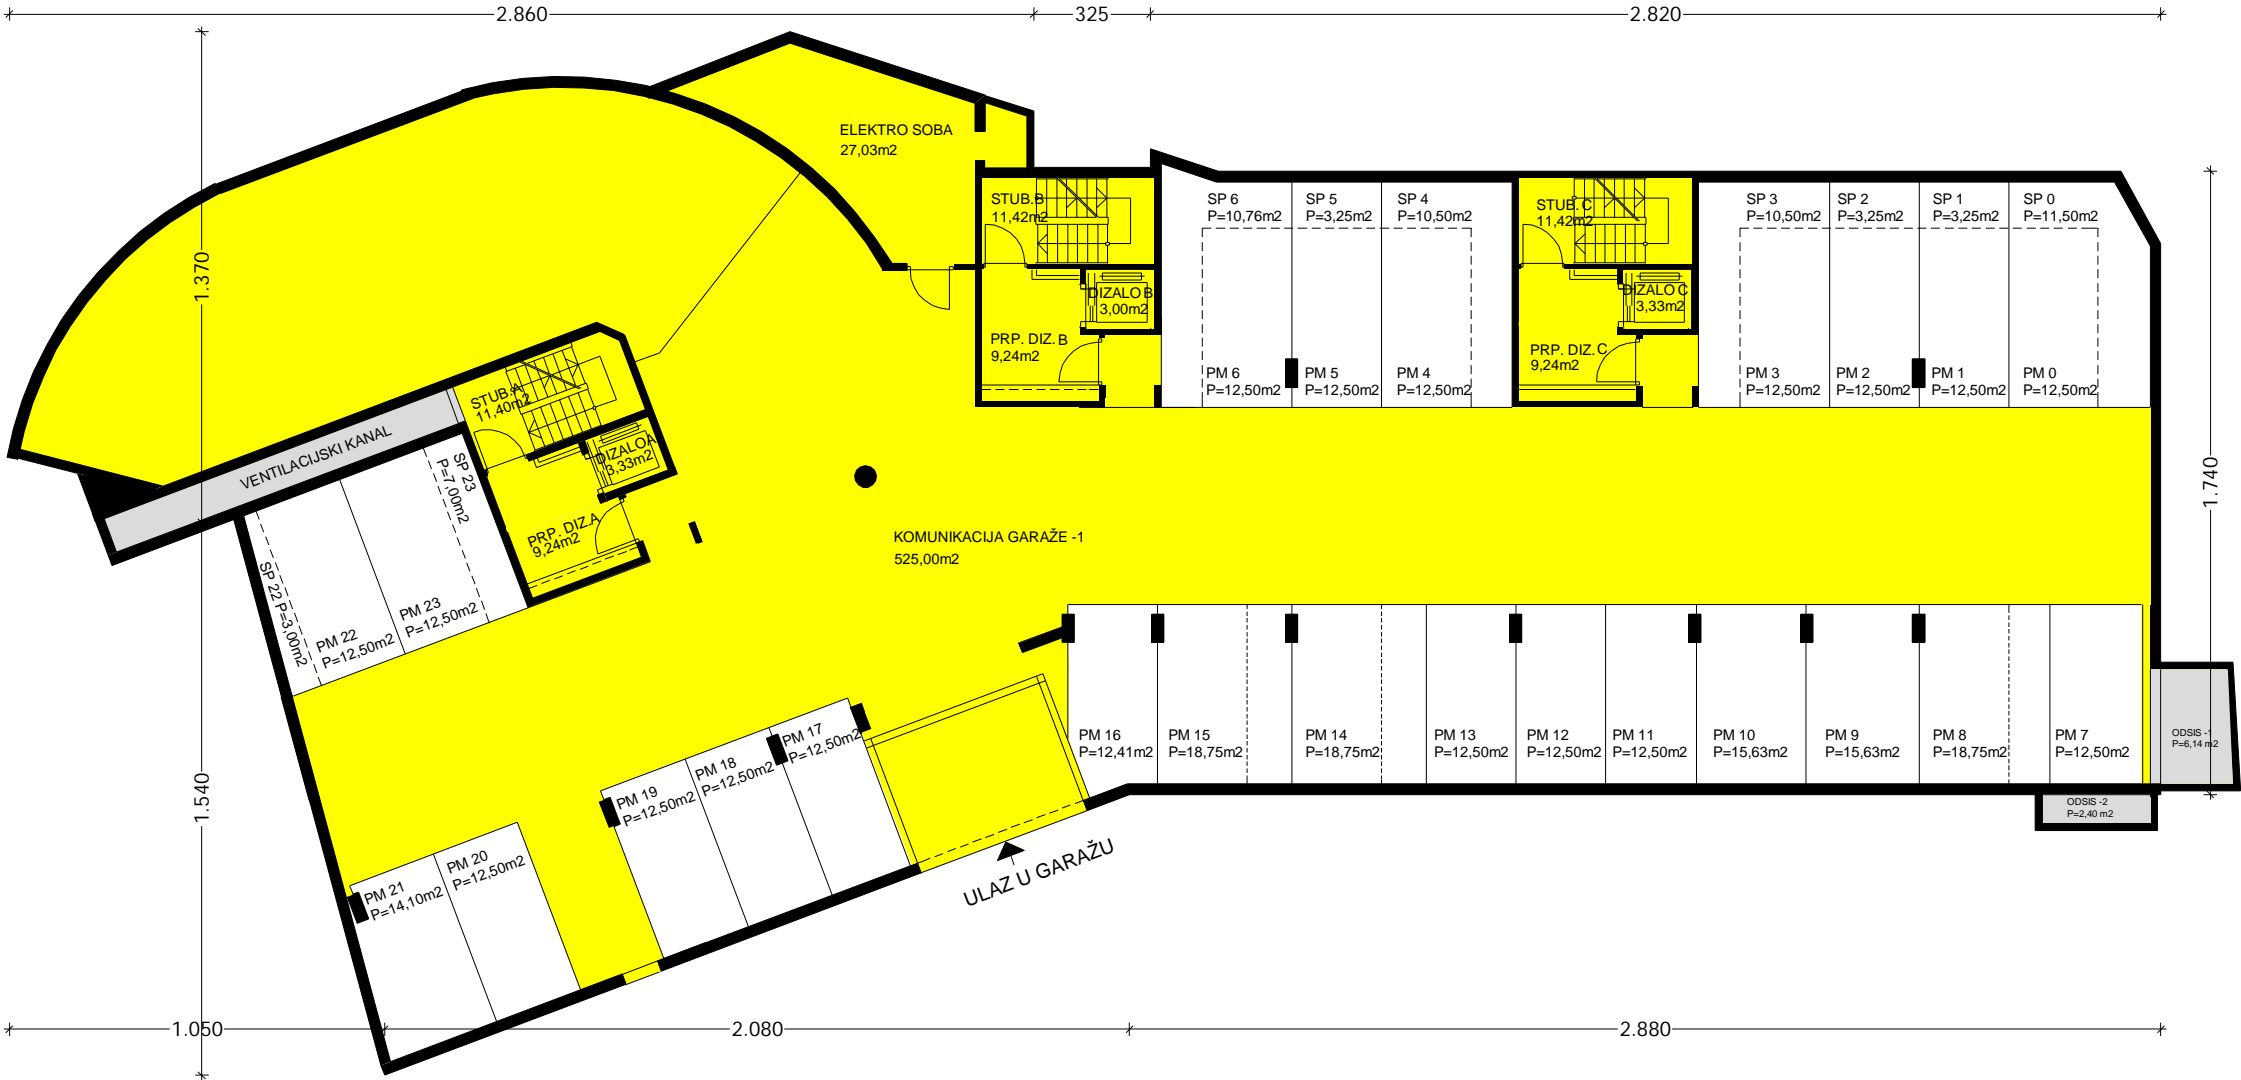 2.860
325
2.820
ELEKTRO SOBA
27,03m2
1.370
STUB.B
11,42m2
SP 6
P=10,76m2
SP 5
P=3,25m2
SP 4
P=10,50m2
STUB.C
11,42m2
SP 3
P=10,50m2
SP 2
P=3,25m2
SP 1
P=3,25m2
SP 0
P=11,50m2
DIZALO B
3,00m2
DIZALO C
3,33m2
PRP. DIZ. B
9,24m2
PRP. DIZ. C
9,24m2
PM 6
P=12,50m2
PM 5
P=12,50m2
PM 4
P=12,50m2
PM 3
P=12,50m2
PM 2
P=12,50m2
PM 1
P=12,50m2
PM 0
P=12,50m2
STUB.A
11,40m2
VENTILACIJSKI KANAL
DIZALO A
3,33m2
SP 23
P=7,00m2
PRP. DIZ.A
9,24m2
1.740
KOMUNIKACIJA GARAŽE -1
525,00m2
SP 22 P=3,00m2
PM 22
P=12,50m2
PM 23
P=12,50m2
PM 16
P=12,41m2
PM 15
P=18,75m2
PM 14
P=18,75m2
PM 13
P=12,50m2
PM 12
P=12,50m2
PM 11
P=12,50m2
PM 10
P=15,63m2
PM 9
P=15,63m2
PM 8
P=18,75m2
PM 7
P=12,50m2
ODSIS -1
P=6,14 m2
ODSIS -2
P=2,40 m2
PM 17
P=12,50m2
PM 18
P=12,50m2
PM 19
P=12,50m2
1.540
PM 20
P=12,50m2
PM 21
P=14,10m2
ULAZ U GARAŽU
1.050
2.080
2.880